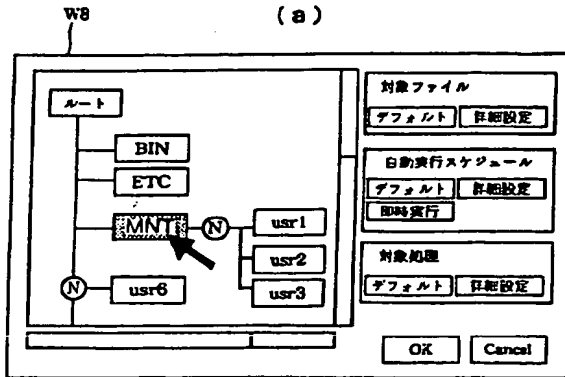 W8
(a)
ルート
BIN
ETC
MNT
N
usr1
usr2
usr3
N
usr6
対象ファイル
デフォルト 詳細設定
自動実行スケジュール
デフォルト 詳細設定
即時実行
対象処理
デフォルト 詳細設定
OK Cancel